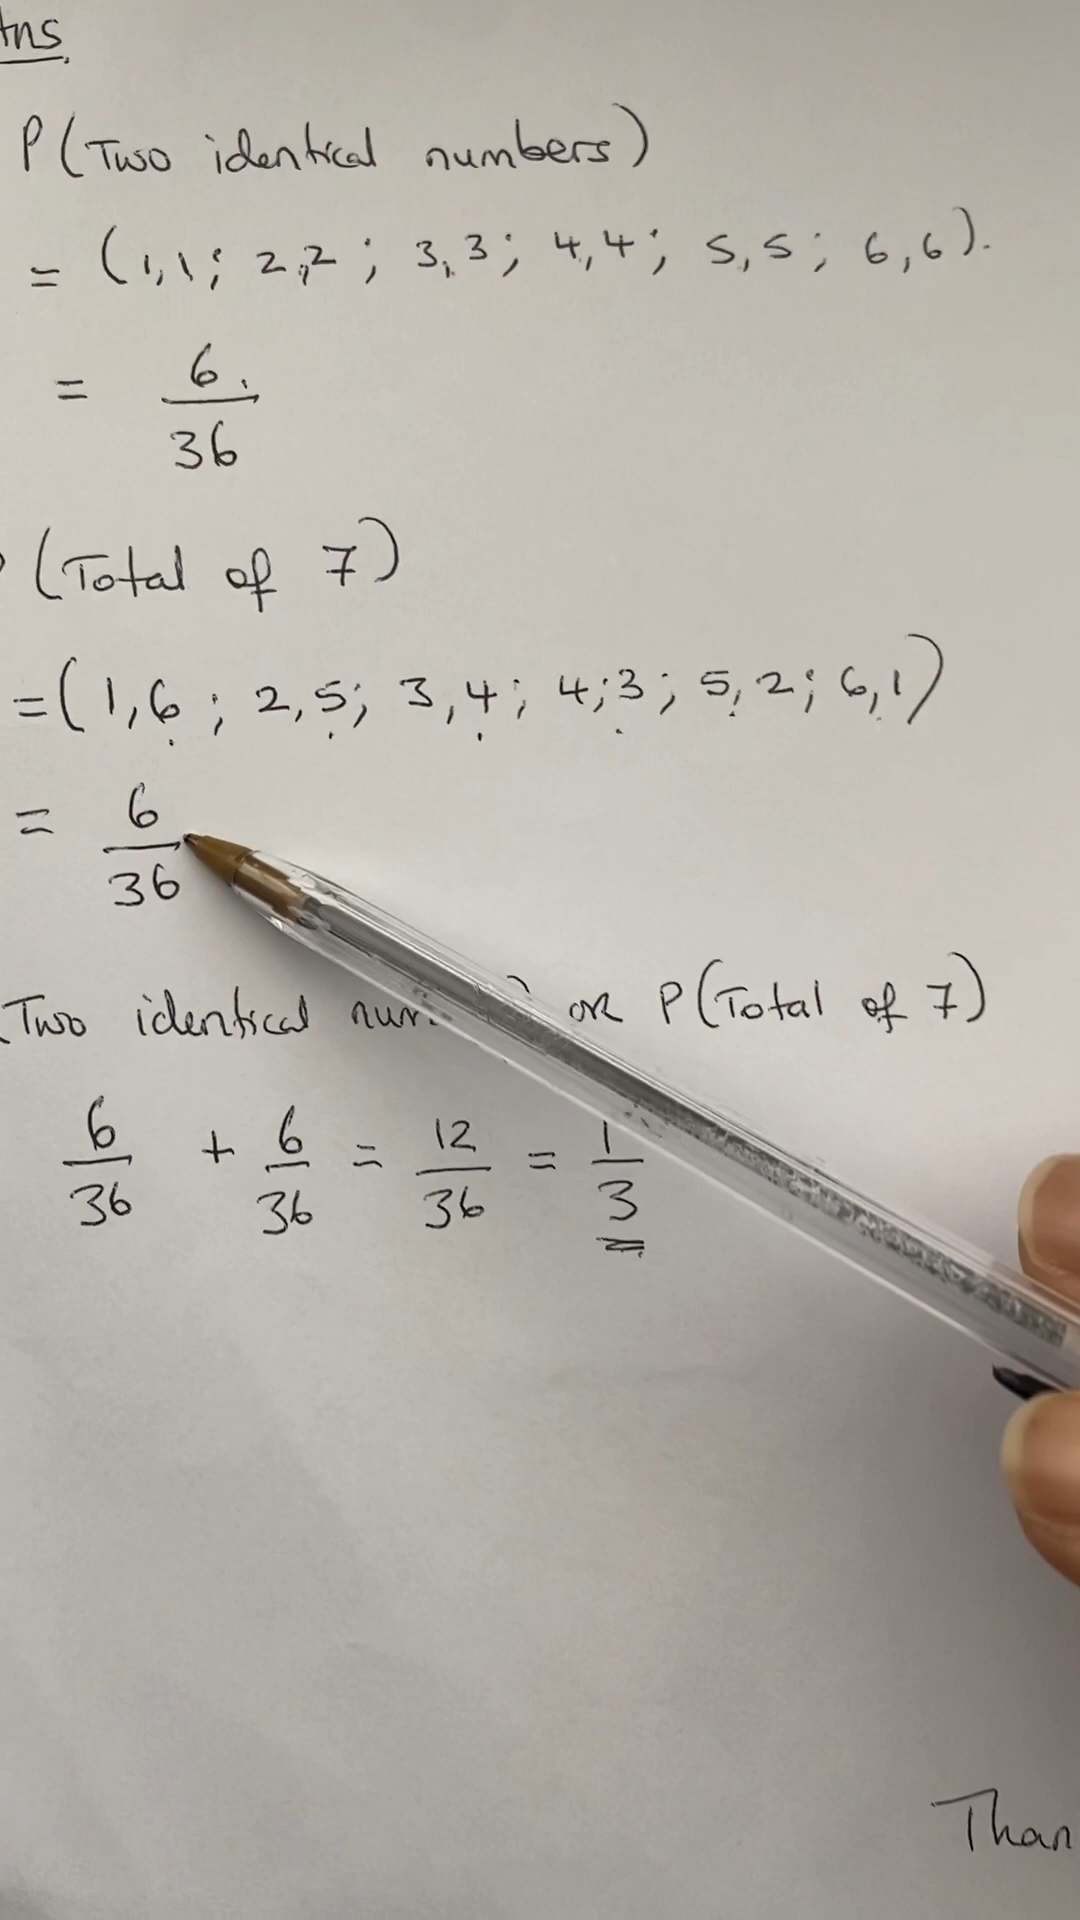 Ans.
P(Two identical numbers)
= (1,1; 2,2; 3,3; 4,4; 5,5; 6,6).
= 6/36
(Total of 7)
= (1,6; 2,5; 3,4; 4;3; 5,2; 6,1)
= 6/36
(Two identical or P(Total of 7)
6/36 + 6/36 = 12/36 = 1/3